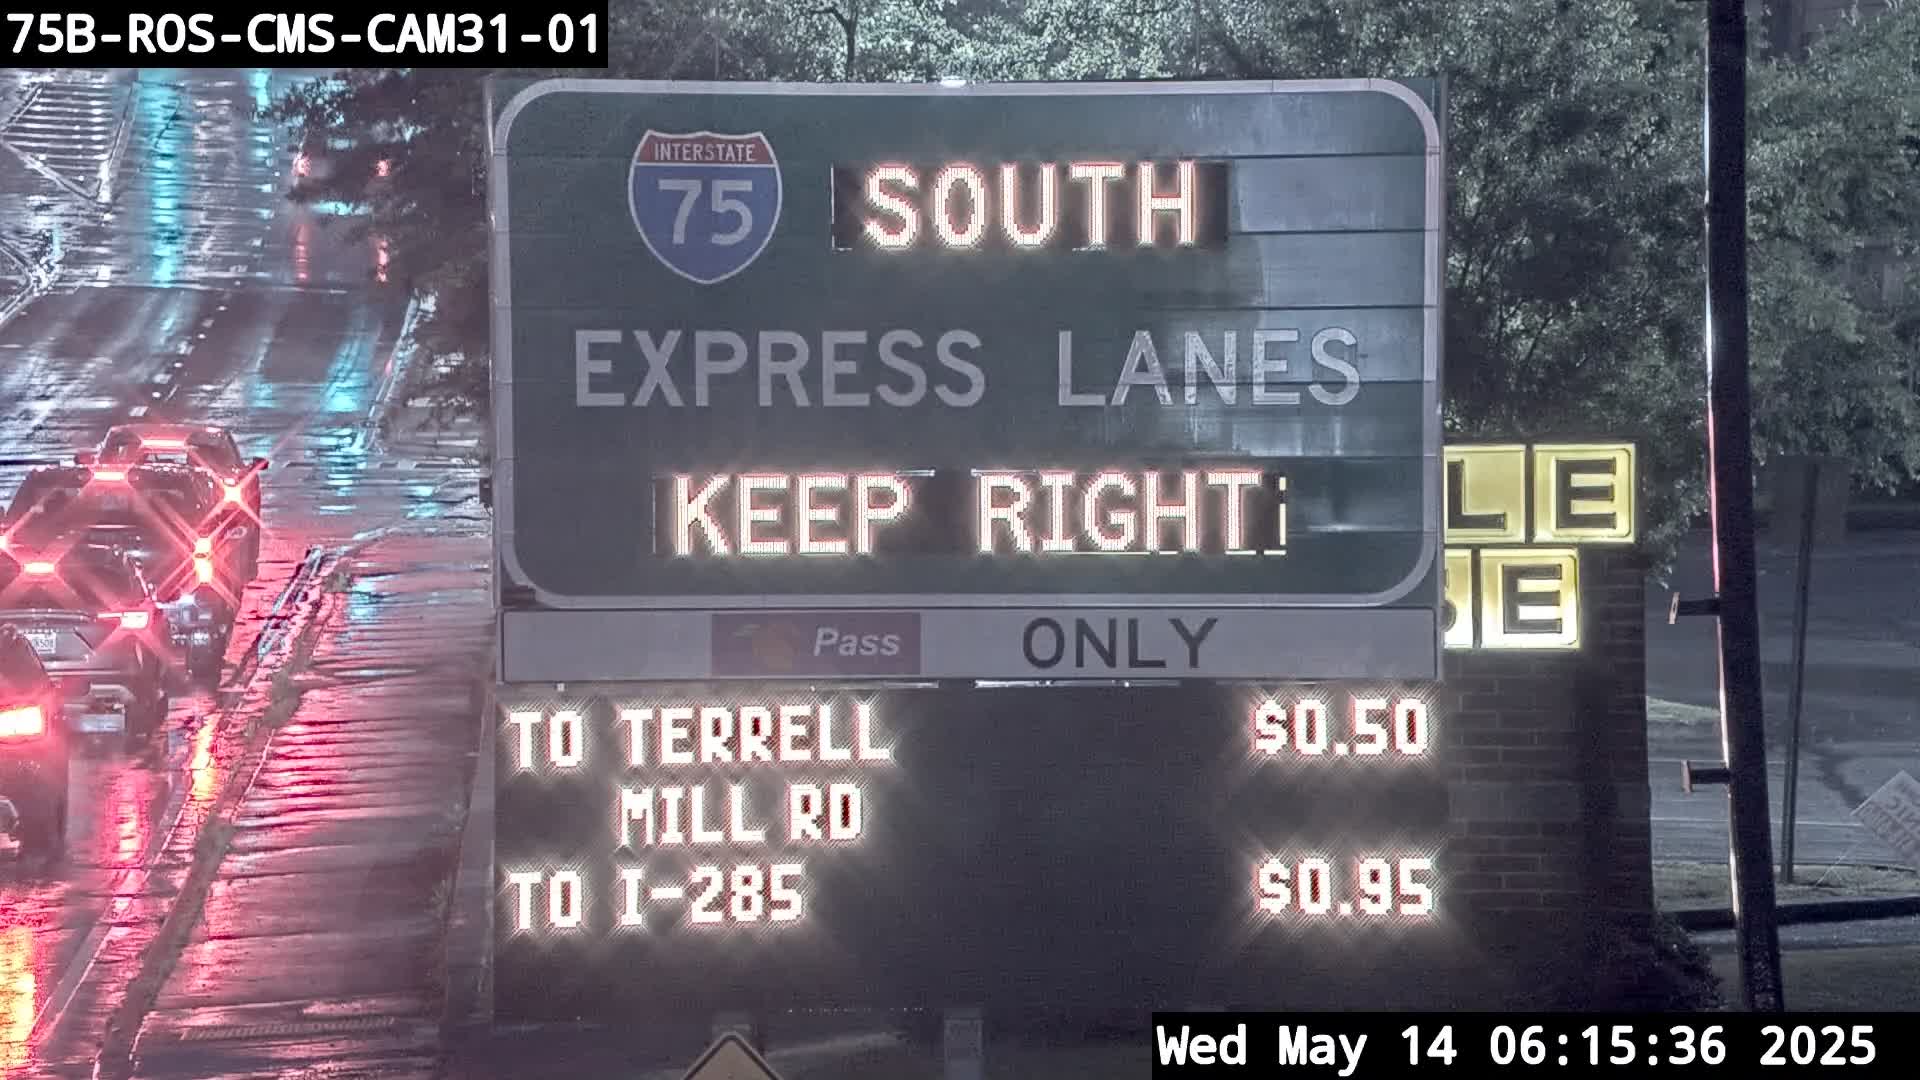 75B-ROS-CMS-CAM31-01
INTERSTATE
75
SOUTH
EXPRESS LANES
KEEP RIGHT
LE
BE
Pass ONLY
TO TERRELL $0.50
MILL RD
TO I-285 $0.95
Wed May 14 06:15:36 2025